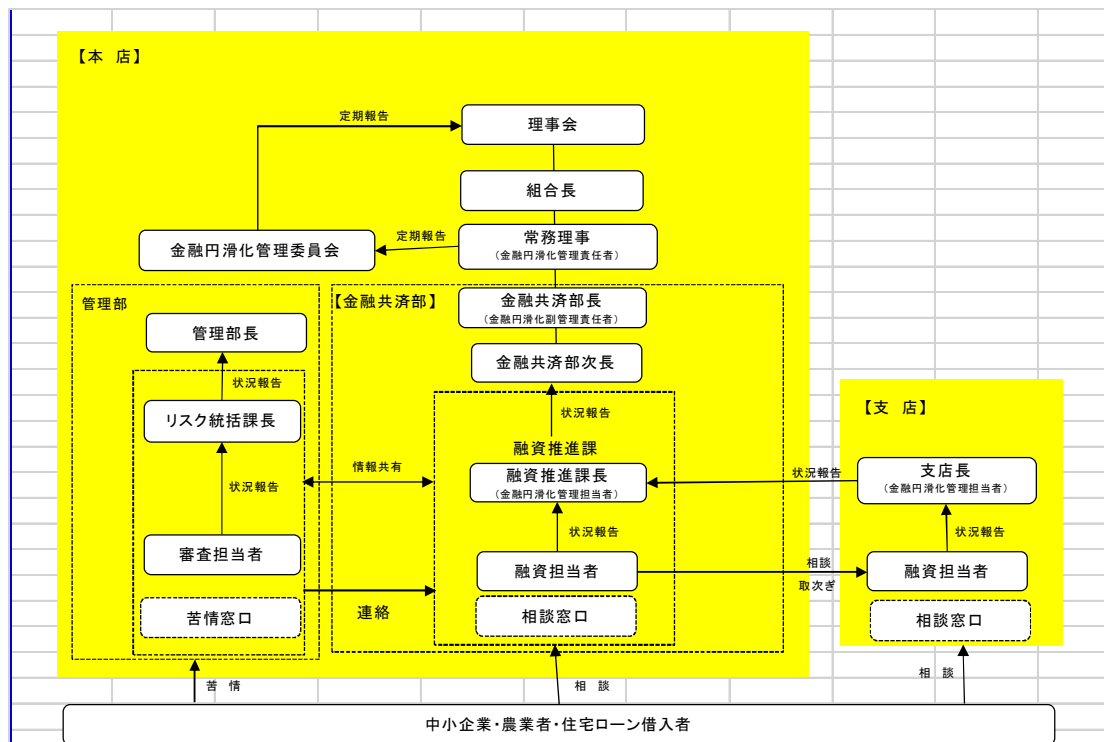 【本　店】
定期報告
理事会
組合長
金融円滑化管理委員会
定期報告
常務理事
(金融円滑化管理責任者)
管理部
【金融共済部】
金融共済部長
(金融円滑化副管理責任者)
管理部長
金融共済部次長
状況報告
リスク統括課長
状況報告
融資推進課
【支　店】
情報共有
融資推進課長
(金融円滑化管理担当者)
状況報告
支店長
(金融円滑化管理担当者)
状況報告
状況報告
状況報告
審査担当者
融資担当者
相談
取次ぎ
融資担当者
苦情窓口
連絡
相談窓口
相談窓口
苦　情
相　談
相　談
中小企業・農業者・住宅ローン借入者